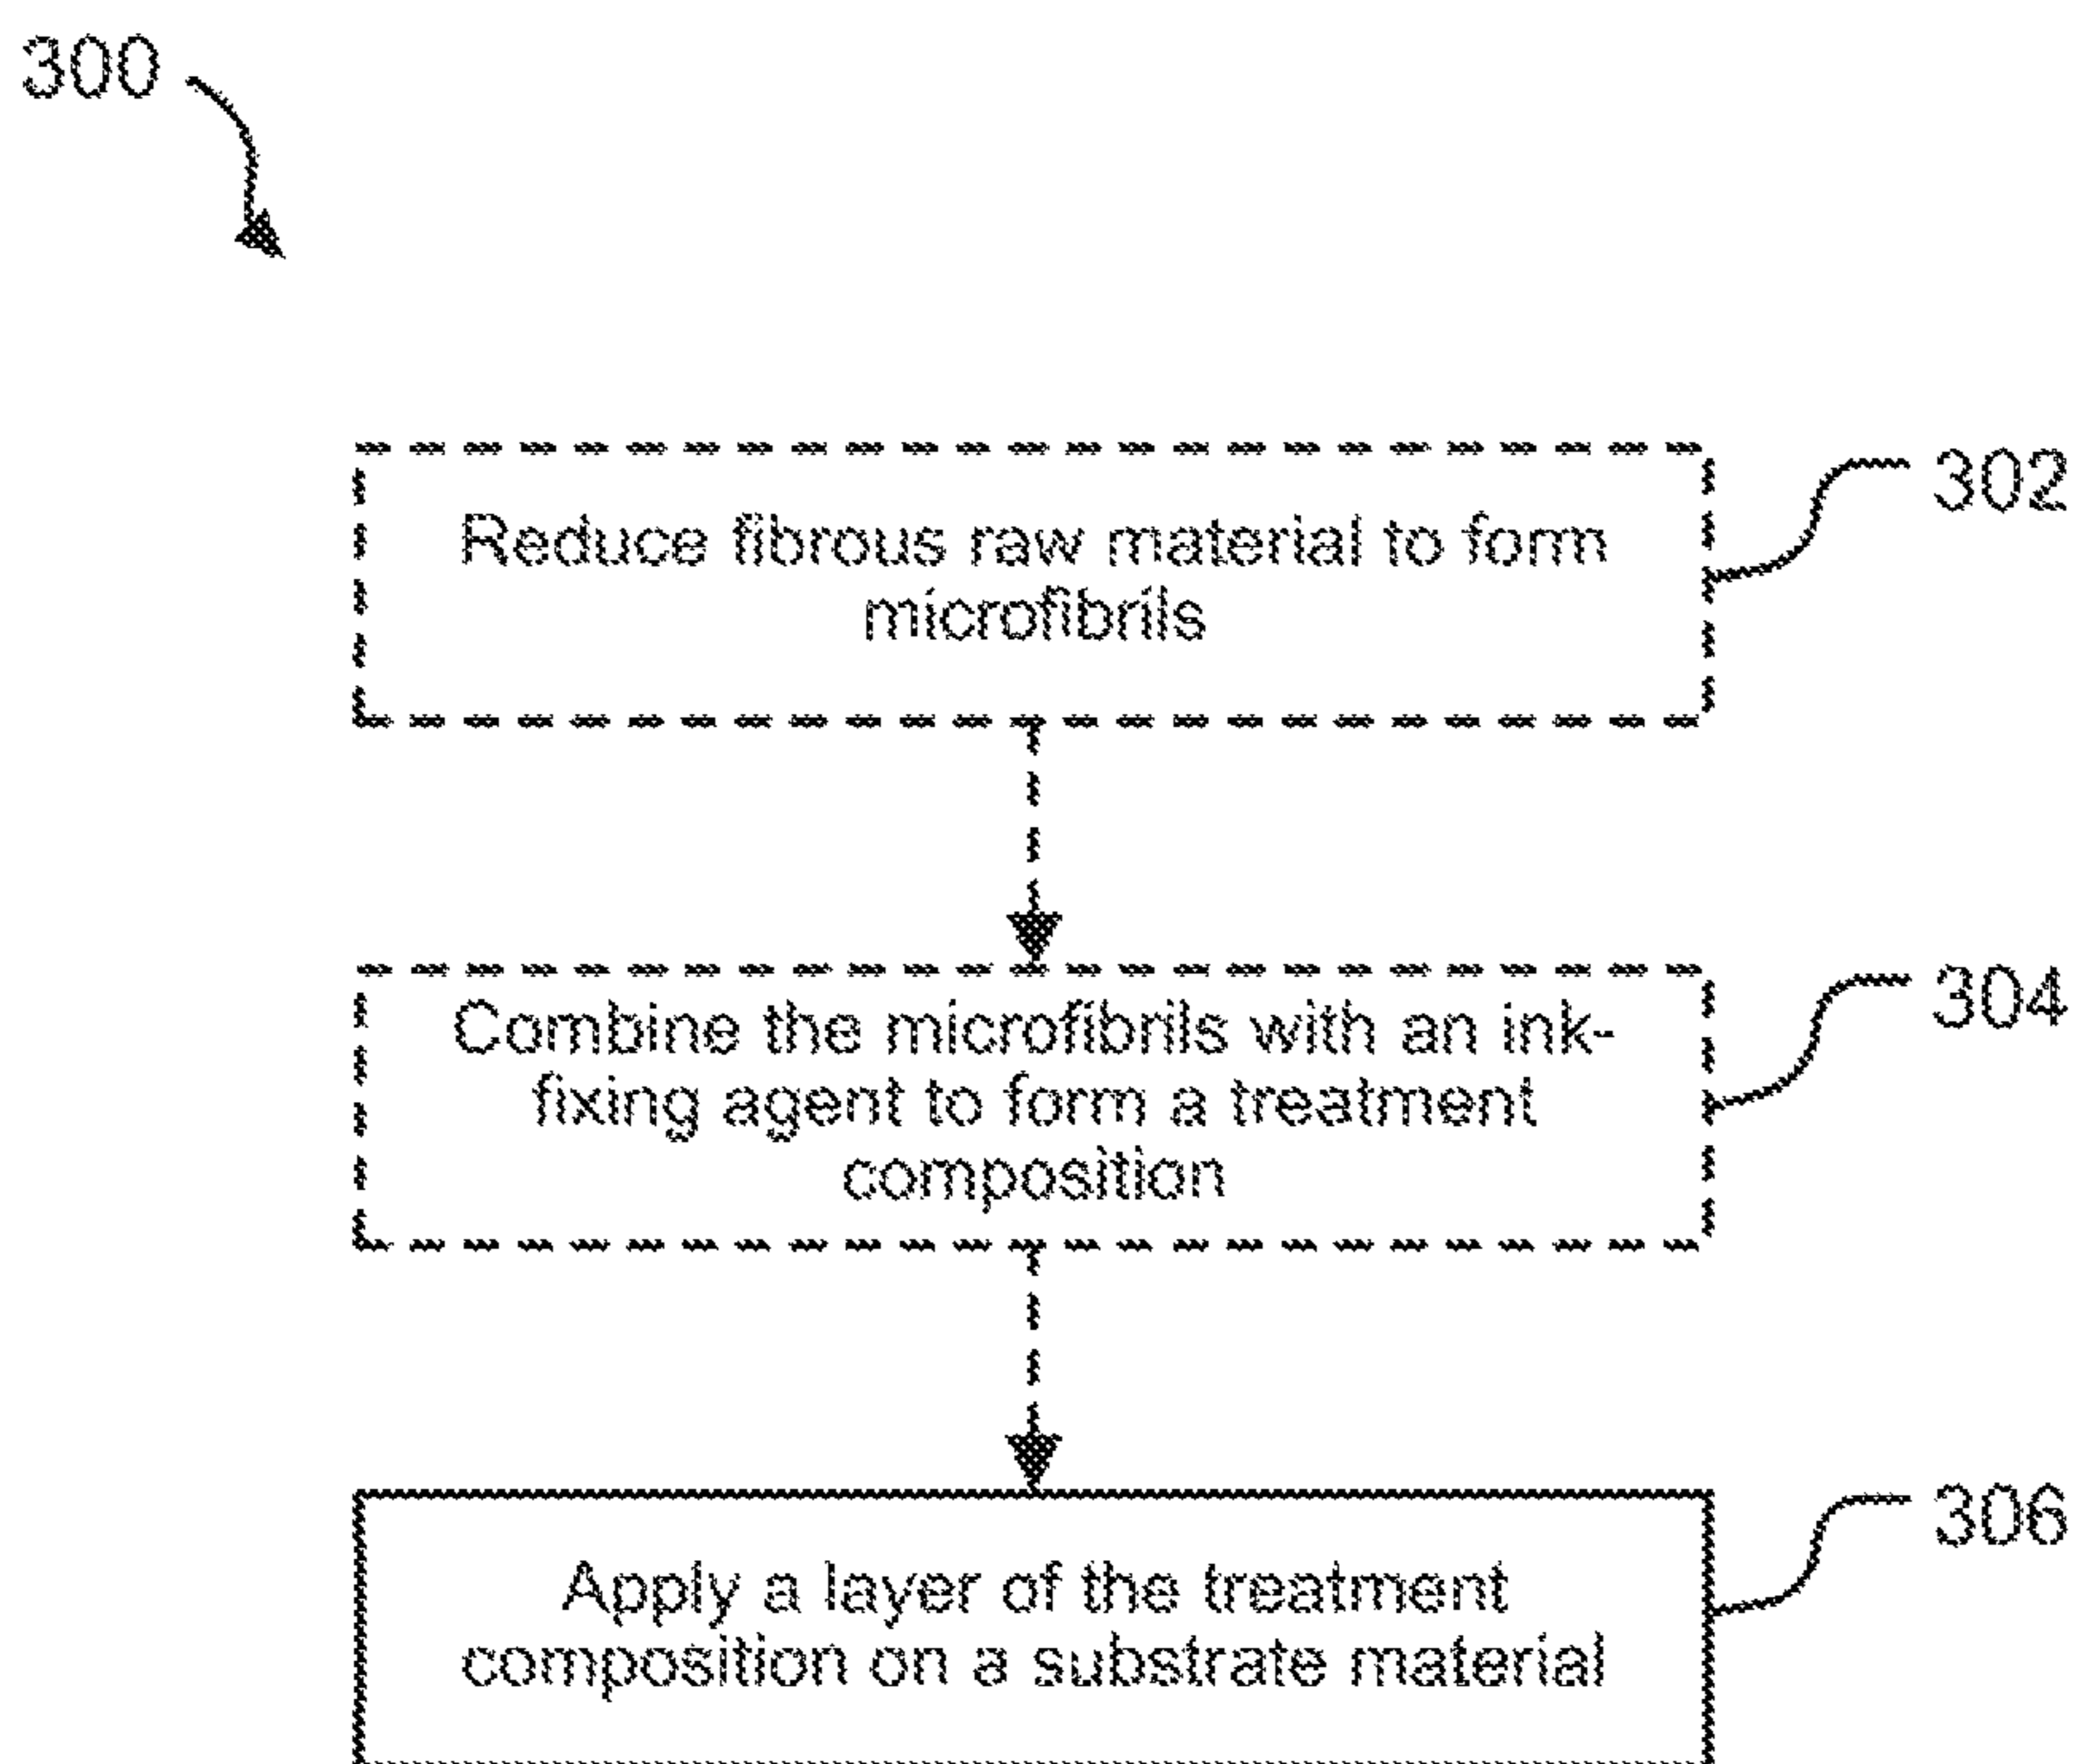 300
302
Reduce fibrous raw material to form
microfibrils
304
Combine the microfibrils with an ink-
fixing agent to form a treatment
composition
306
Apply a layer of the treatment
composition on a substrate material